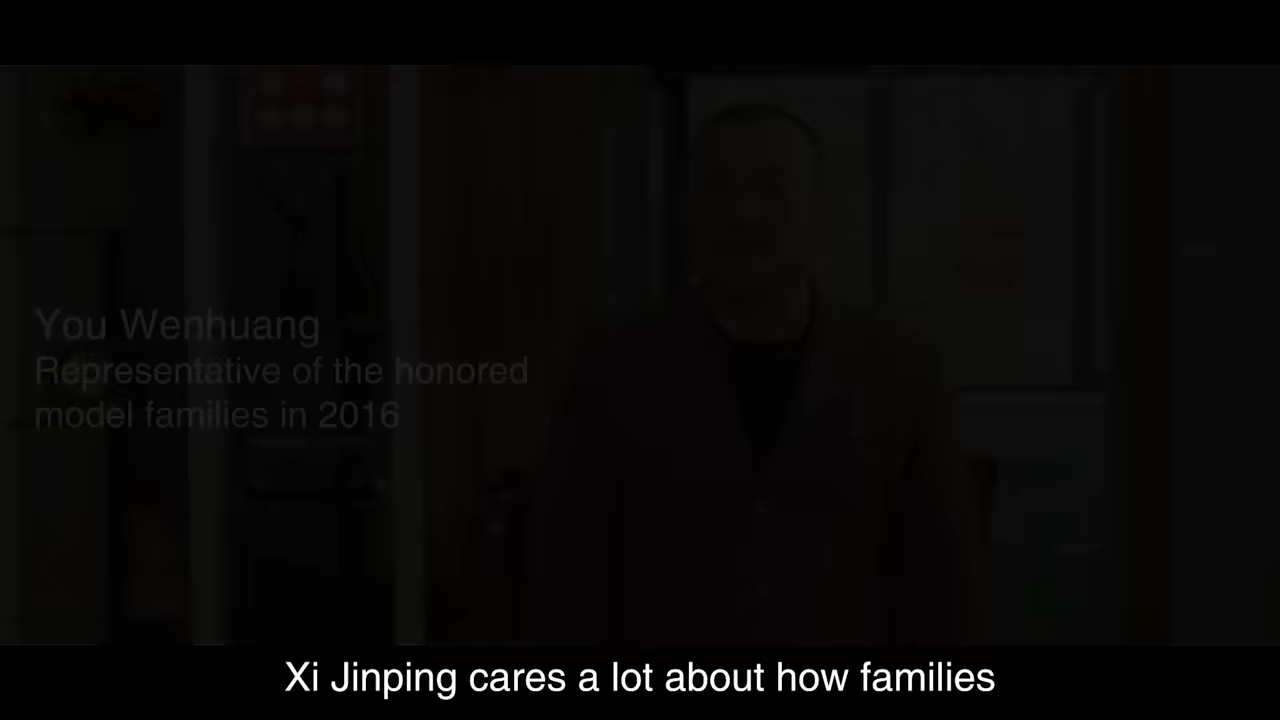 You Wenhuang
Representative of the honored
model families in 2016
Xi Jinping cares a lot about how families